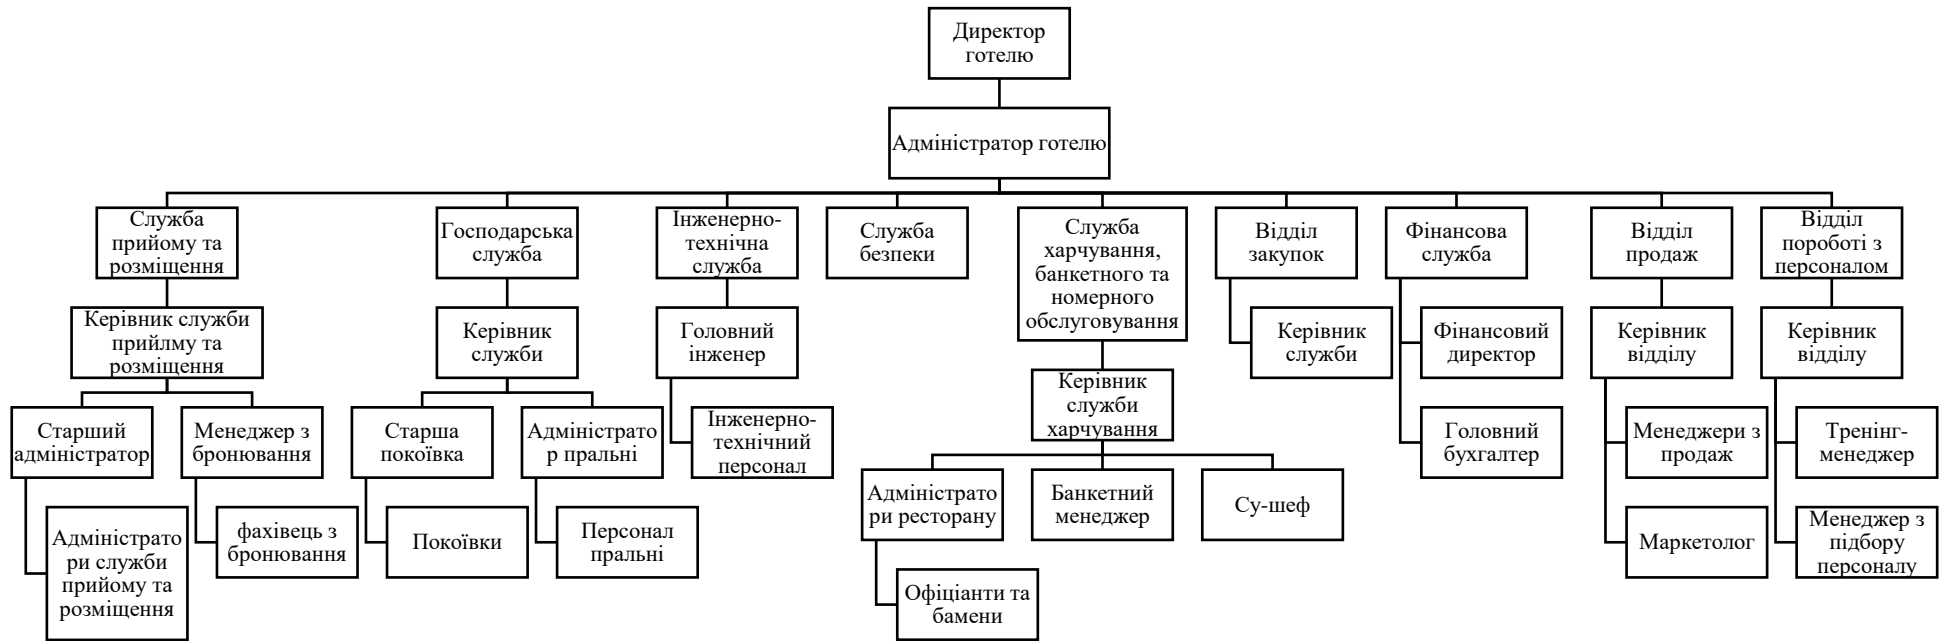 Директор
готелю
Адміністратор готелю
Служба
прийому та
розміщення
Господарська
служба
Інженерно-
технічна
служба
Служба
безпеки
Служба
харчування,
банкетного та
номерного
обслуговування
Відділ
закупок
Фінансова
служба
Відділ
продаж
Відділ
пороботі з
персоналом
Керівник служби
прийлму та
розміщення
Керівник
служби
Головний
інженер
Керівник
служби
харчування
Керівник
служби
Фінансовий
директор
Керівник
відділу
Керівник
відділу
Старший
адміністратор
Менеджер з
бронювання
Старша
покоївка
Адміністрато
р пральні
Інженерно-
технічний
персонал
Адміністрато
ри ресторану
Банкетний
менеджер
Су-шеф
Головний
бухгалтер
Менеджери з
продаж
Тренінг-
менеджер
Адміністрато
ри служби
прийому та
розміщення
фахівець з
бронювання
Покоївки
Персонал
пральні
Офіціанти та
бамени
Маркетолог
Менеджер з
підбору
персоналу